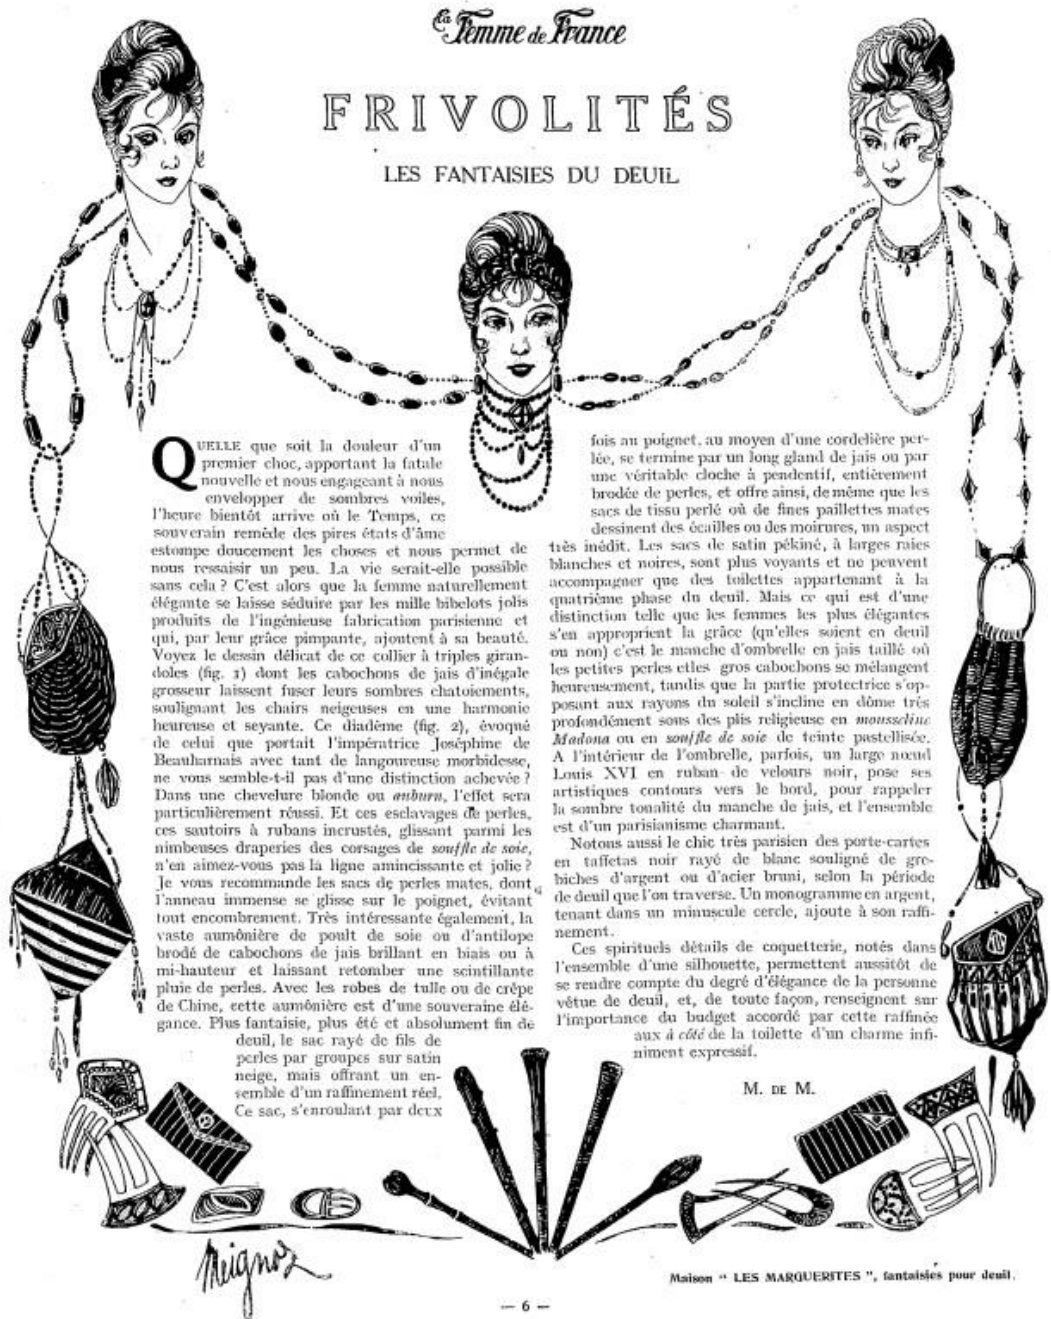 La Femme de France
FRIVOLITÉS
LES FANTAISIES DU DEUIL
QUELLE que soit la douleur d'un
premier choc, apportant la fatale
nouvelle et nous engageant à nous
envelopper de sombres voiles,
l'heure bientôt arrive où le Temps, ce
souverain remède des pires états d'âme
estompe doucement les choses et nous permet de
nous ressaisir un peu. La vie serait-elle possible
sans cela ? C'est alors que la femme naturellement
élégante se laisse séduire par les mille bibelots jolis
produits de l'ingénieuse fabrication parisienne et
qui, par leur grâce pimpante, ajoutent à sa beauté.
Voyez le dessin délicat de ce collier à triples giran-
doles (fig. 1) dont les cabochons de jais d'inégale
grosseur laissent fuser leurs sombres chatoiements,
soulignant les chairs neigeuses en une harmonie
heureuse et seyante. Ce diadème (fig. 2), évoqué
de celui que portait l'impératrice Joséphine de
Beauharnais avec tant de langoureuse morbidesse,
ne vous semble-t-il pas d'une distinction achevée ?
Dans une chevelure blonde ou auburn, l'effet sera
particulièrement réussi. Et ces esclavages de perles,
ces sautoirs à rubans incrustés, glissant parmi les
nimbeuses draperies des corsages de souffle de soie,
n'en aimez-vous pas la ligne amincissante et jolie ?
Je vous recommande les sacs de perles mates, dont
l'anneau immense se glisse sur le poignet, évitant
tout encombrement. Très intéressante également, la
vaste aumônière de poult de soie ou d'antilope
brodé de cabochons de jais brillant en biais ou à
mi-hauteur et laissant retomber une scintillante
pluie de perles. Avec les robes de tulle ou de crêpe
de Chine, cette aumônière est d'une souveraine élé-
gance. Plus fantaisie, plus été et absolument fin de
deuil, le sac rayé de fils de
perles par groupes sur satin
neige, mais offrant un en-
semble d'un raffinement réel.
Ce sac, s'enroulant par deux
fois au poignet, au moyen d'une cordelière per-
lée, se termine par un long gland de jais ou par
une véritable cloche à pendentif, entièrement
brodée de perles, et offre ainsi, de même que les
sacs de tissu perlé où de fines paillettes mates
dessinent des écailles ou des moirures, un aspect
très inédit. Les sacs de satin pékiné, à larges raies
blanches et noires, sont plus voyants et ne peuvent
accompagner que des toilettes appartenant à la
quatrième phase du deuil. Mais ce qui est d'une
distinction telle que les femmes les plus élégantes
s'en approprient la grâce (qu'elles soient en deuil
ou non) c'est le manche d'ombrelle en jais taillé où
les petites perles etles gros cabochons se mélangent
heureusement, tandis que la partie protectrice s'op-
posant aux rayons du soleil s'incline en dôme très
profondément sous des plis religieuse en mousseline
Madona ou en souffle de soie de teinte pastellisée.
A l'intérieur de l'ombrelle, parfois, un large nœud
Louis XVI en ruban de velours noir, pose ses
artistiques contours vers le bord, pour rappeler
la sombre tonalité du manche de jais, et l'ensemble
est d'un parisianisme charmant.
Notons aussi le chic très parisien des porte-cartes
en taffetas noir rayé de blanc souligné de gre-
biches d'argent ou d'acier bruni, selon la période
de deuil que l'on traverse. Un monogramme en argent,
tenant dans un minuscule cercle, ajoute à son raffi-
nement.
Ces spirituels détails de coquetterie, notés dans
l'ensemble d'une silhouette, permettent aussitôt de
se rendre compte du degré d'élégance de la personne
vêtue de deuil, et, de toute façon, renseignent sur
l'importance du budget accordé par cette raffinée
aux à côté de la toilette d'un charme infi-
niment expressif.
M. DE M.
Meignoz
Maison " LES MARGUERITES ", fantaisies pour deuil.
— 6 —